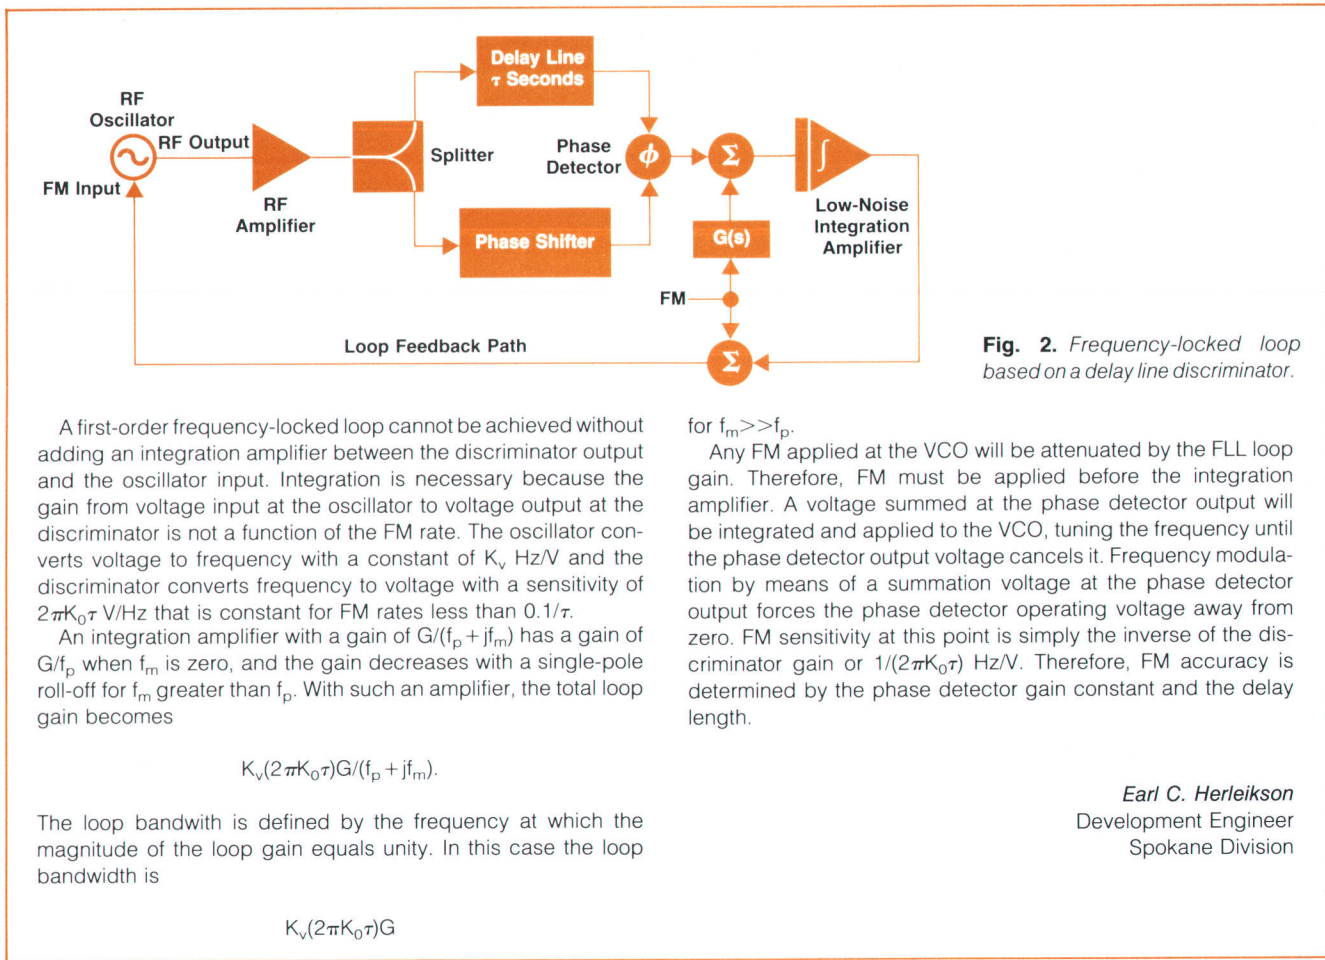 Delay Line
τ Seconds
RF
Oscillator
RF Output
FM Input
RF
Amplifier
Splitter
Phase
Detector
ϕ
Σ
∫
Low-Noise
Integration
Amplifier
Phase Shifter
G(s)
FM
Loop Feedback Path
Σ
Fig. 2. Frequency-locked loop
based on a delay line discriminator.
A first-order frequency-locked loop cannot be achieved without
adding an integration amplifier between the discriminator output
and the oscillator input. Integration is necessary because the
gain from voltage input at the oscillator to voltage output at the
discriminator is not a function of the FM rate. The oscillator con-
verts voltage to frequency with a constant of Kv Hz/V and the
discriminator converts frequency to voltage with a sensitivity of
2πK0τ V/Hz that is constant for FM rates less than 0.1/τ.
An integration amplifier with a gain of G/(fp + jfm) has a gain of
G/fp when fm is zero, and the gain decreases with a single-pole
roll-off for fm greater than fp. With such an amplifier, the total loop
gain becomes
Kv(2πK0τ)G/(fp + jfm).
The loop bandwith is defined by the frequency at which the
magnitude of the loop gain equals unity. In this case the loop
bandwidth is
Kv(2πK0τ)G
for fm>>fp.
Any FM applied at the VCO will be attenuated by the FLL loop
gain. Therefore, FM must be applied before the integration
amplifier. A voltage summed at the phase detector output will
be integrated and applied to the VCO, tuning the frequency until
the phase detector output voltage cancels it. Frequency modula-
tion by means of a summation voltage at the phase detector
output forces the phase detector operating voltage away from
zero. FM sensitivity at this point is simply the inverse of the dis-
criminator gain or 1/(2πK0τ) Hz/V. Therefore, FM accuracy is
determined by the phase detector gain constant and the delay
length.
Earl C. Herleikson
Development Engineer
Spokane Division